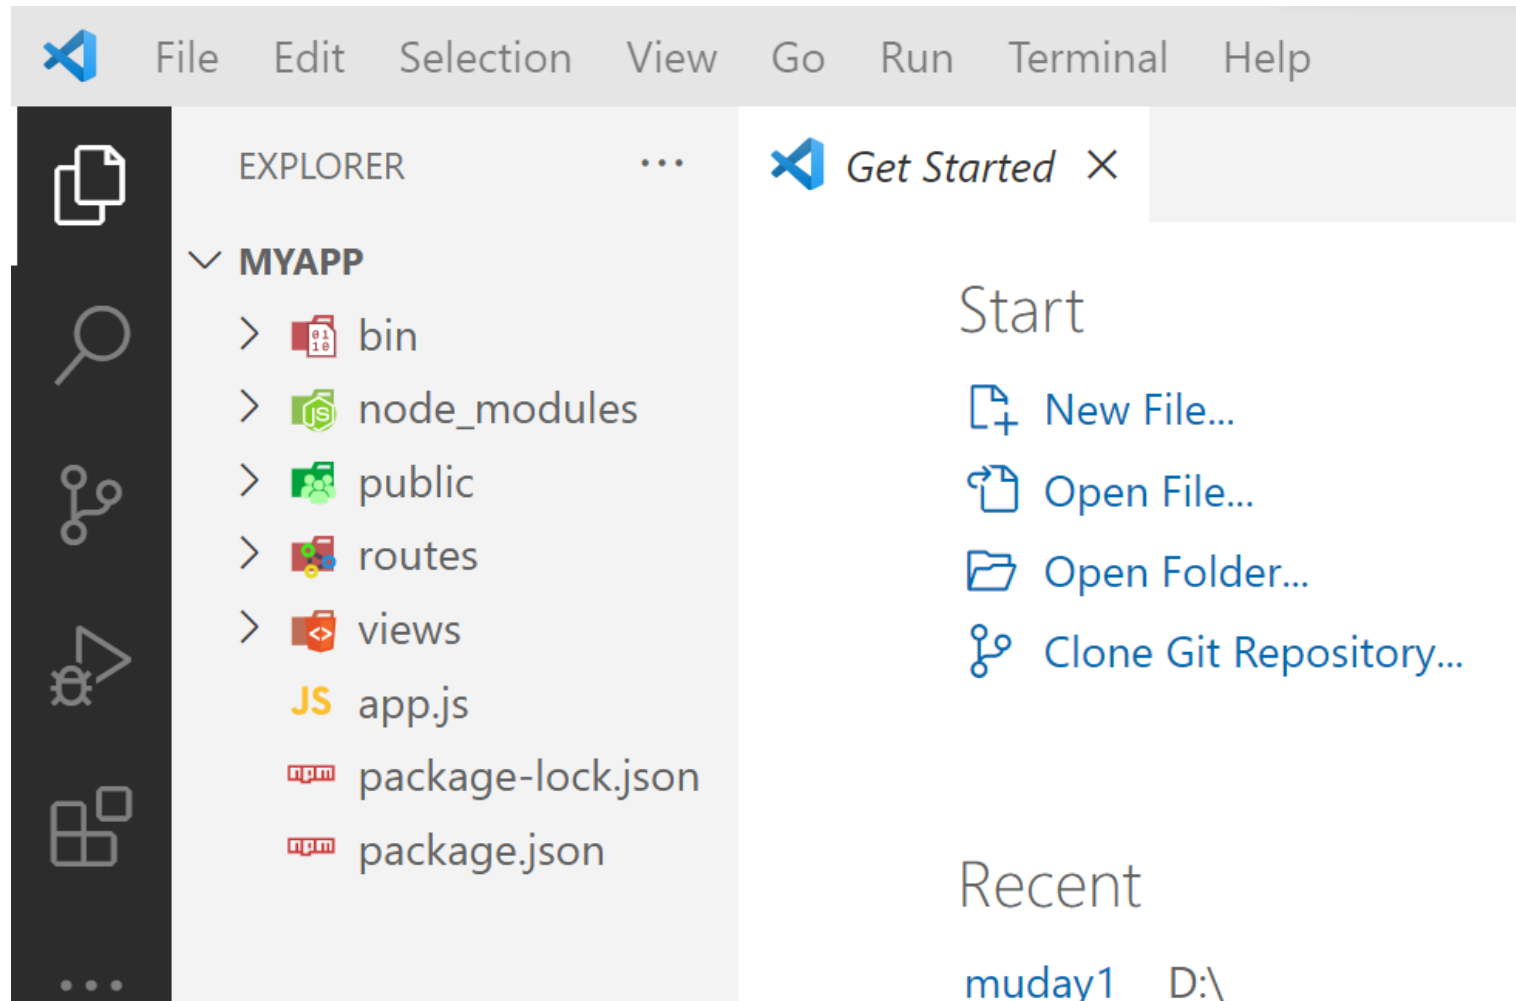 File Edit Selection View Go Run Terminal Help
EXPLORER ···
Get Started
MYAPP
bin
node_modules
public
routes
views
JS app.js
npm package-lock.json
npm package.json
Start
New File...
Open File...
Open Folder...
Clone Git Repository...
Recent
muday1 D:\